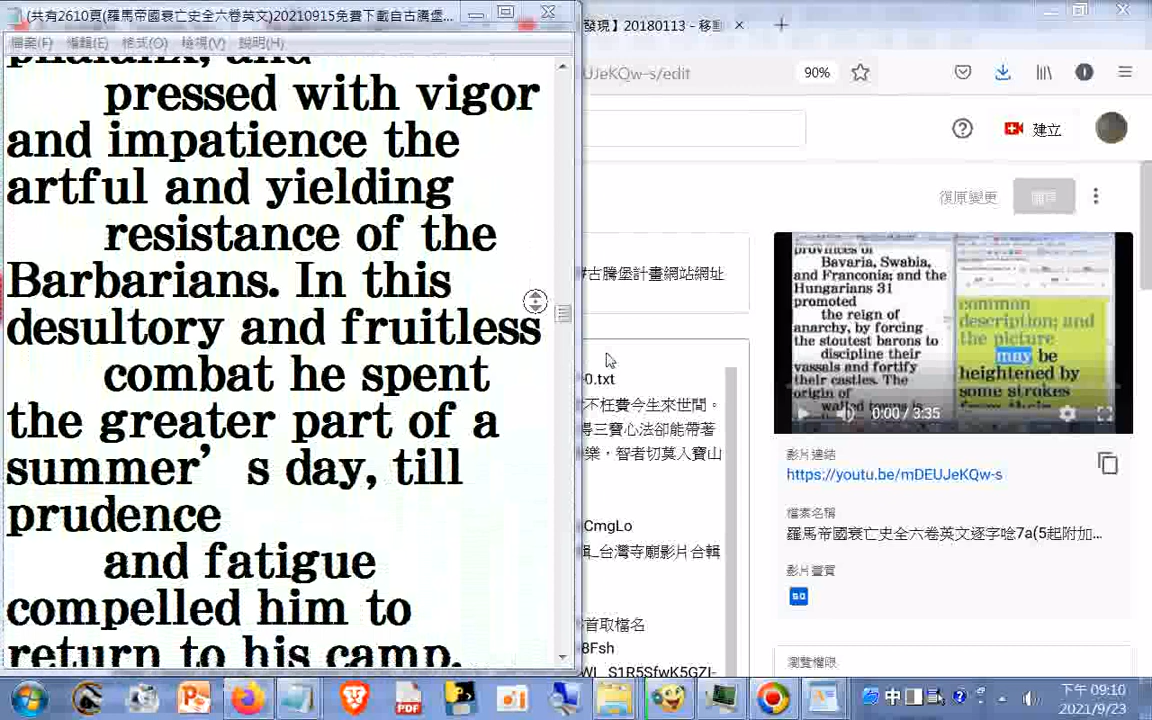 (共有2610頁(羅馬帝國衰亡史全六卷英文)20210915免費下載自古騰堡...
檔案(F) 編輯(E) 格式(O) 檢視(V) 說明(H)
phalanx, and
pressed with vigor
and impatience the
artful and yielding
resistance of the
Barbarians. In this
desultory and fruitless
combat he spent
the greater part of a
summer’ s day, till
prudence
and fatigue
compelled him to
return to his camp.
發現】20180113 - 移動
JJeKQw-s/edit
90%
建立
復原變更
#古騰堡計畫網站網址
-0.txt
不枉費今生來世間。
得三寶心法卻能帶著
樂，智者切莫入寶山
CmgLo
輯_台灣寺廟影片合輯
首取檔名
8Fsh
WI_S1R5SfwK5GZI-
provinces of
Bavaria, Swabia,
and Franconia; and the
Hungarians 31
promoted
the reign of
anarchy, by forcing
the stoutest barons to
discipline their
vassals and fortify
their castles. The
origin of
walled towns is
common
description; and
the picture
may be
heightened by
some strokes
0:00 / 3:35
影片連結
https://youtu.be/mDEUJeKQw-s
檔案名稱
羅馬帝國衰亡史全六卷英文逐字唸7a(5起附加...
影片畫質
SD
瀏覽權限
中
下午 09:10
2021/9/23